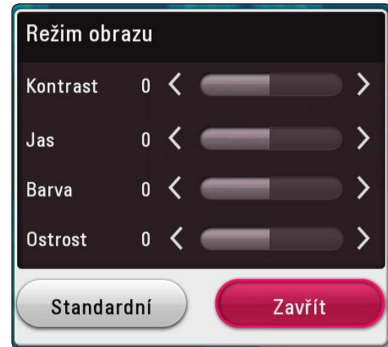 Režim obrazu
Kontrast 0
Jas 0
Barva 0
Ostrost 0
Standardní Zavřít